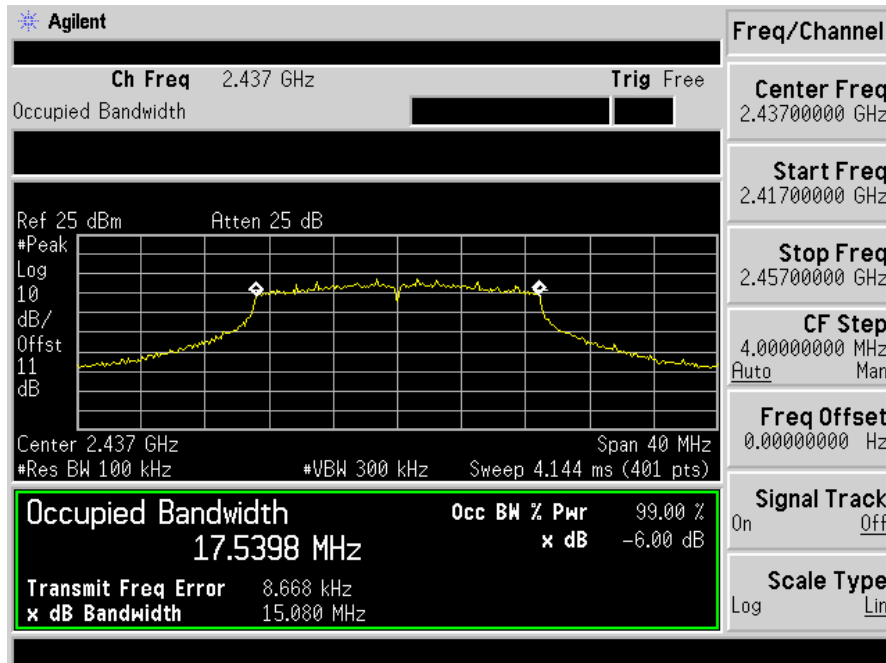 Agilent
Ch Freq 2.437 GHz Trig Free
Occupied Bandwidth
Ref 25 dBm Atten 25 dB
#Peak
Log
10
dB/
Offst
11
dB
Center 2.437 GHz Span 40 MHz
#Res BW 100 kHz #VBW 300 kHz Sweep 4.144 ms (401 pts)
Occupied Bandwidth
17.5398 MHz
Occ BW % Pwr 99.00 %
x dB -6.00 dB
Transmit Freq Error 8.668 kHz
x dB Bandwidth 15.080 MHz
Freq/Channel
Center Freq
2.43700000 GHz
Start Freq
2.41700000 GHz
Stop Freq
2.45700000 GHz
CF Step
4.00000000 MHz
Auto Man
Freq Offset
0.00000000 Hz
Signal Track
On Off
Scale Type
Log Lin